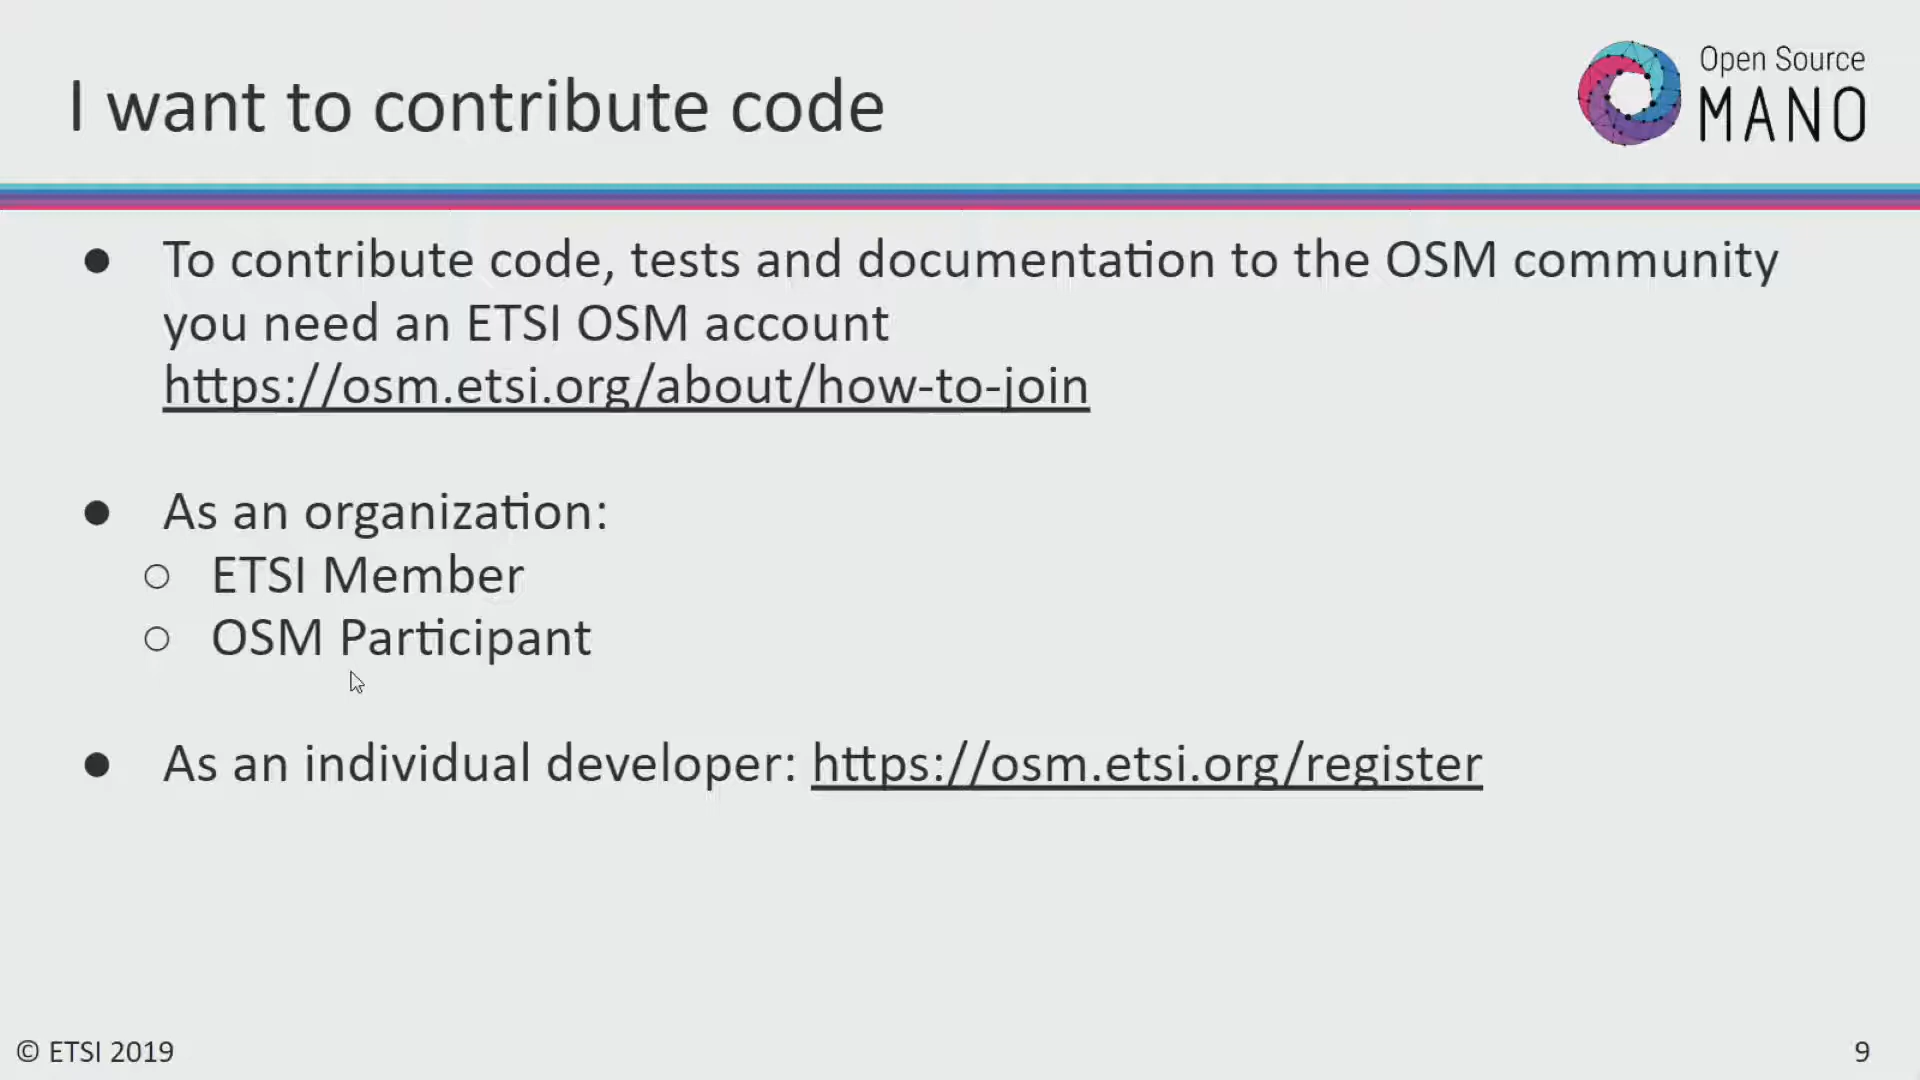 I want to contribute code
Open Source
MANO
● To contribute code, tests and documentation to the OSM community
you need an ETSI OSM account
https://osm.etsi.org/about/how-to-join
● As an organization:
○ ETSI Member
○ OSM Participant
● As an individual developer: https://osm.etsi.org/register
© ETSI 2019
9